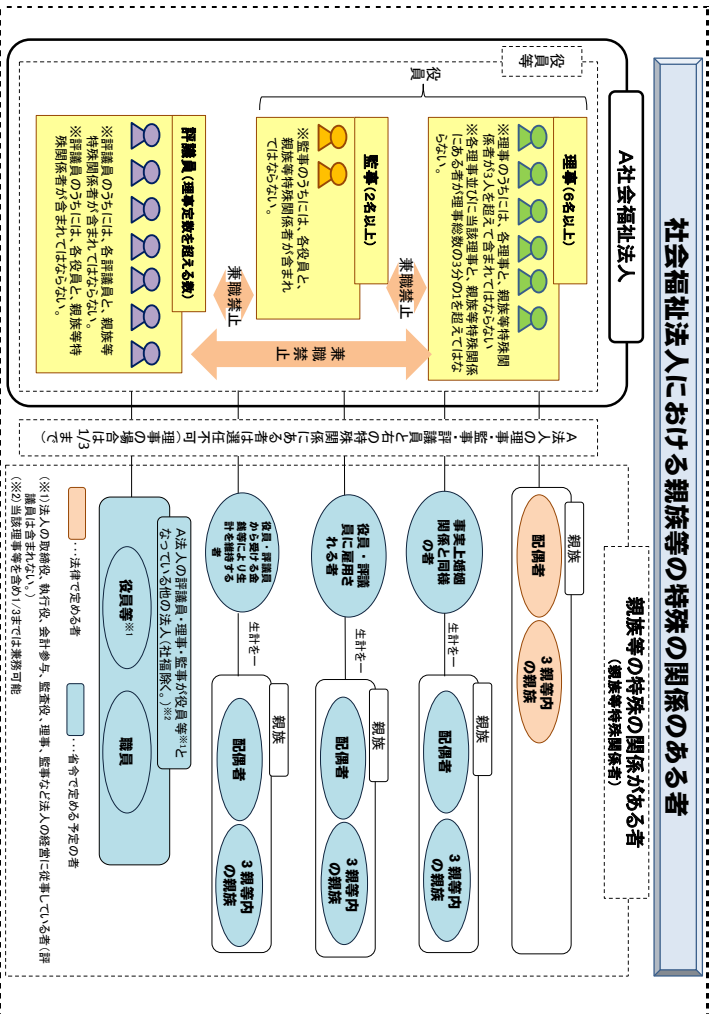 社会福祉法人における親族等の特殊の関係のある者
A社会福祉法人
役員等
役員
理事(6名以上)
※理事のうちには、各理事と、親族等特殊関係者が3人を超えて含まれてはならない
※各理事並びに当該理事と、親族等特殊関係にある者が理事総数の3分の1を超えてはならない。
兼職禁止
監事(2名以上)
※監事のうちには、各役員と、親族等特殊関係者が含まれてはならない。
兼職禁止
兼職禁止
評議員(理事定数を超える数)
※評議員のうちには、各評議員と、親族等特殊関係者が含まれてはならない。
※評議員のうちには、各役員と、親族等特殊関係者が含まれてはならない。
A法人の理事・監事・評議員と右の特殊関係にある者は選任不可(理事の場合は1/3まで)
親族等の特殊の関係がある者
(親族等特殊関係者)
親族
配偶者
3親等内の親族
事実上婚姻関係と同様の者
生計を一
親族
配偶者
3親等内の親族
役員・評議員に雇用される者
生計を一
親族
配偶者
3親等内の親族
役員・評議員から受ける金銭等により生計を維持する者
生計を一
親族
配偶者
3親等内の親族
A法人の評議員・理事・監事が役員等※1となっている他の法人(社福除く。)※2
役員等※1
職員
…法律で定める者
…省令で定める予定の者
(※1)法人の取締役、執行役、会計参与、監査役、理事、監事など法人の経営に従事している者(評議員は含まれない。)
(※2)当該理事等を含め1/3までは兼務可能